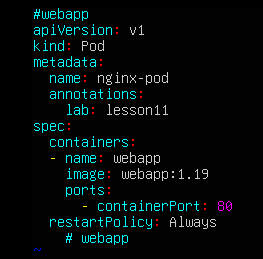 #webapp
apiVersion: v1
kind: Pod
metadata:
  name: nginx-pod
  annotations:
    lab: lesson11
spec:
  containers:
  - name: webapp
    image: webapp:1.19
    ports:
      - containerPort: 80
  restartPolicy: Always
    # webapp
~